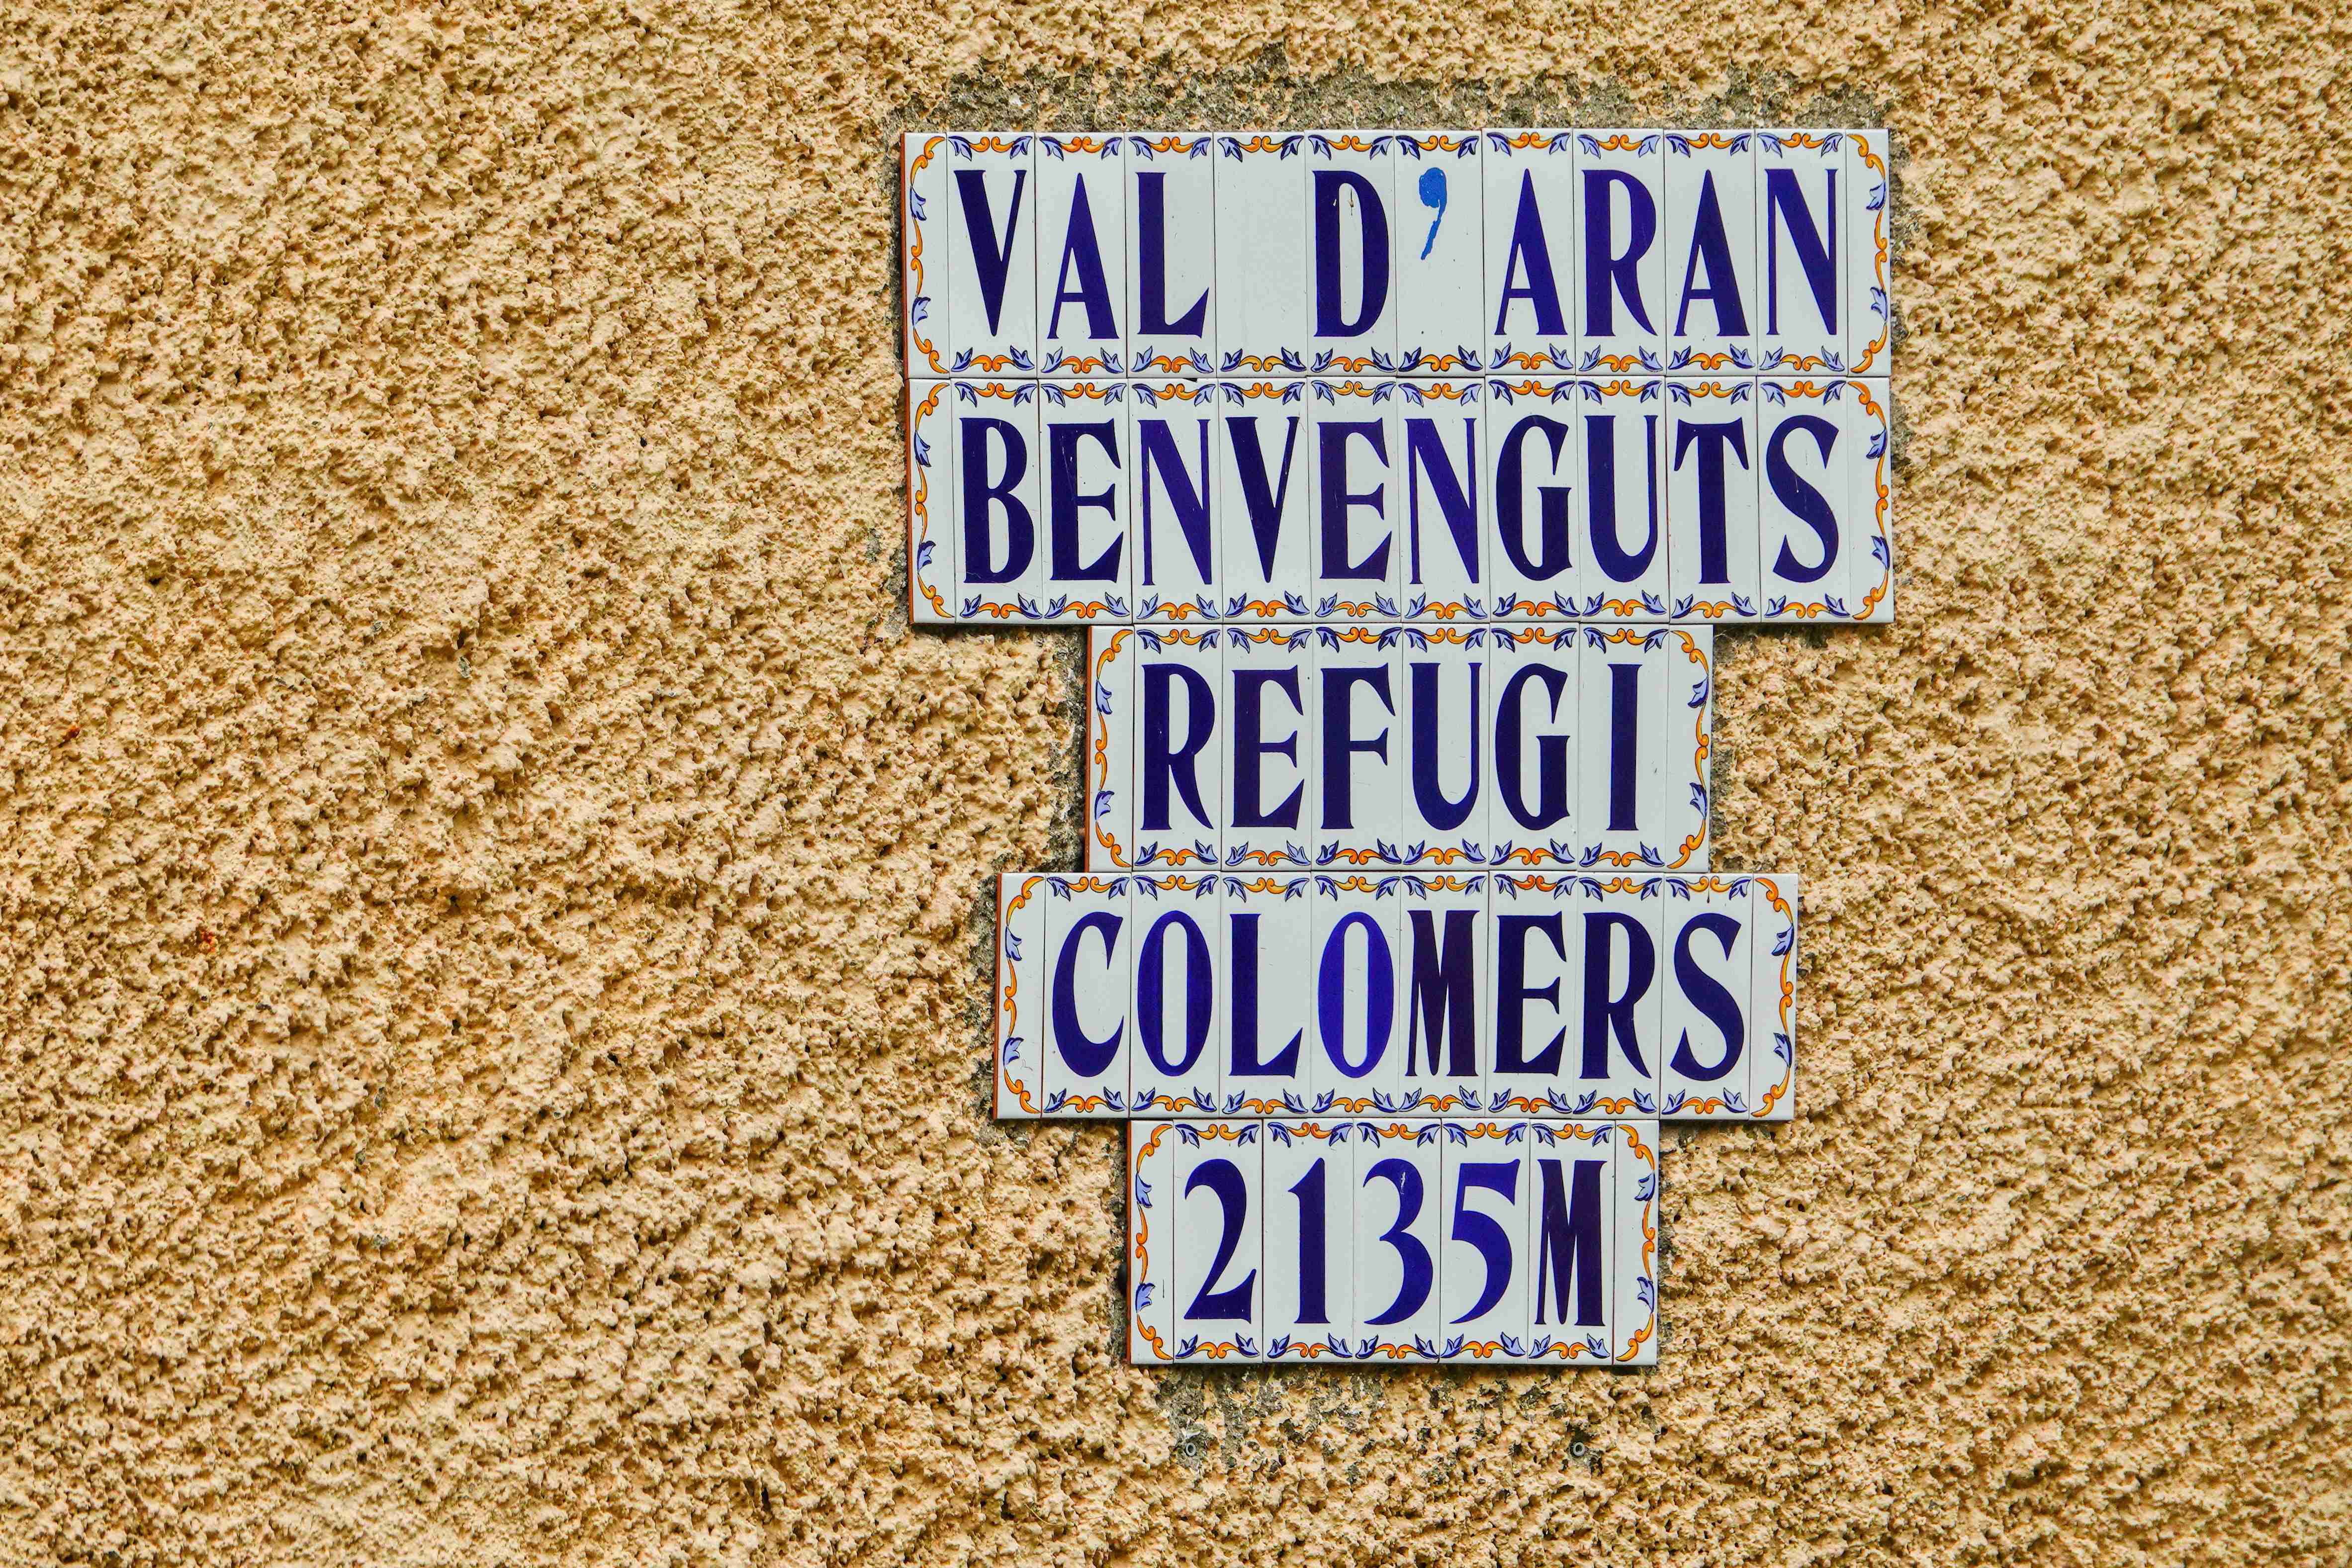 VAL D'ARAN
BENVENGUTS
REFUGI
COLOMERS
2135M